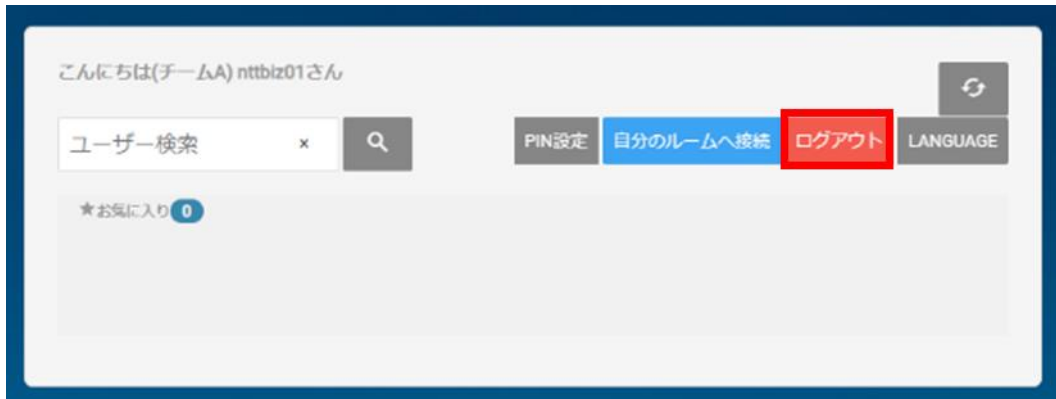 こんにちは(チームA) nttbiz01さん
ユーザー検索 × PIN設定 自分のルームへ接続 ログアウト LANGUAGE
★お気に入り 0